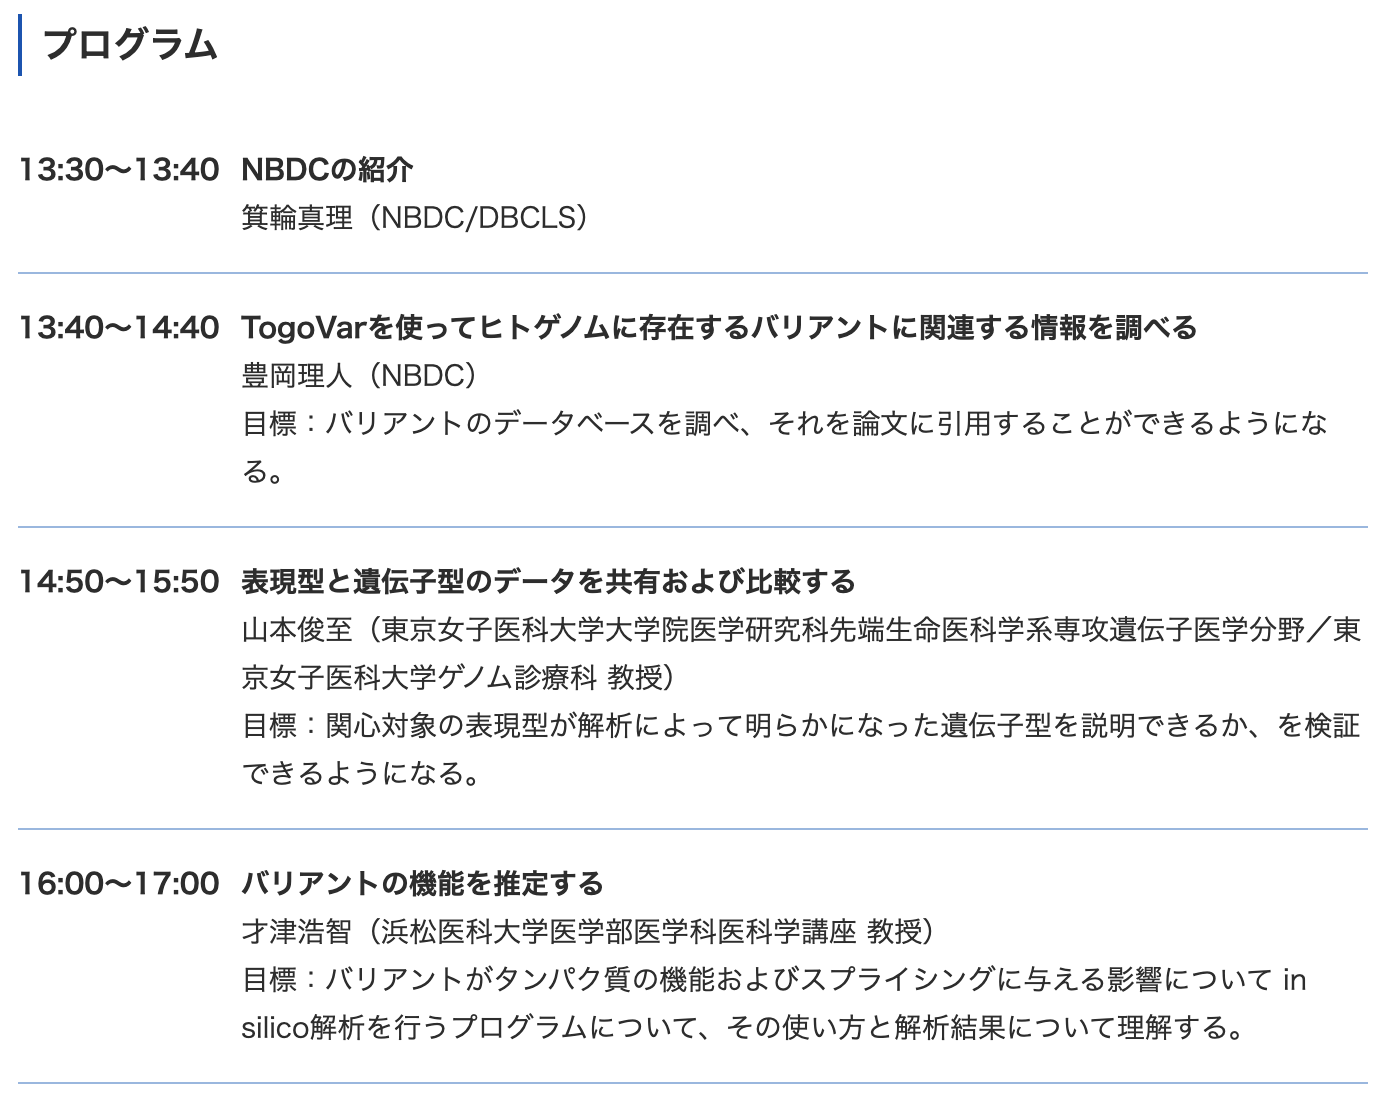 プログラム
13:30〜13:40 NBDCの紹介
箕輪真理（NBDC/DBCLS）
13:40〜14:40 TogoVarを使ってヒトゲノムに存在するバリアントに関連する情報を調べる
豊岡理人（NBDC）
目標：バリアントのデータベースを調べ、それを論文に引用することができるようにな
る。
14:50〜15:50 表現型と遺伝子型のデータを共有および比較する
山本俊至（東京女子医科大学大学院医学研究科先端生命医科学系専攻遺伝子医学分野／東
京女子医科大学ゲノム診療科 教授）
目標：関心対象の表現型が解析によって明らかになった遺伝子型を説明できるか、を検証
できるようになる。
16:00〜17:00 バリアントの機能を推定する
才津浩智（浜松医科大学医学部医学科医科学講座 教授）
目標：バリアントがタンパク質の機能およびスプライシングに与える影響について in
silico解析を行うプログラムについて、その使い方と解析結果について理解する。